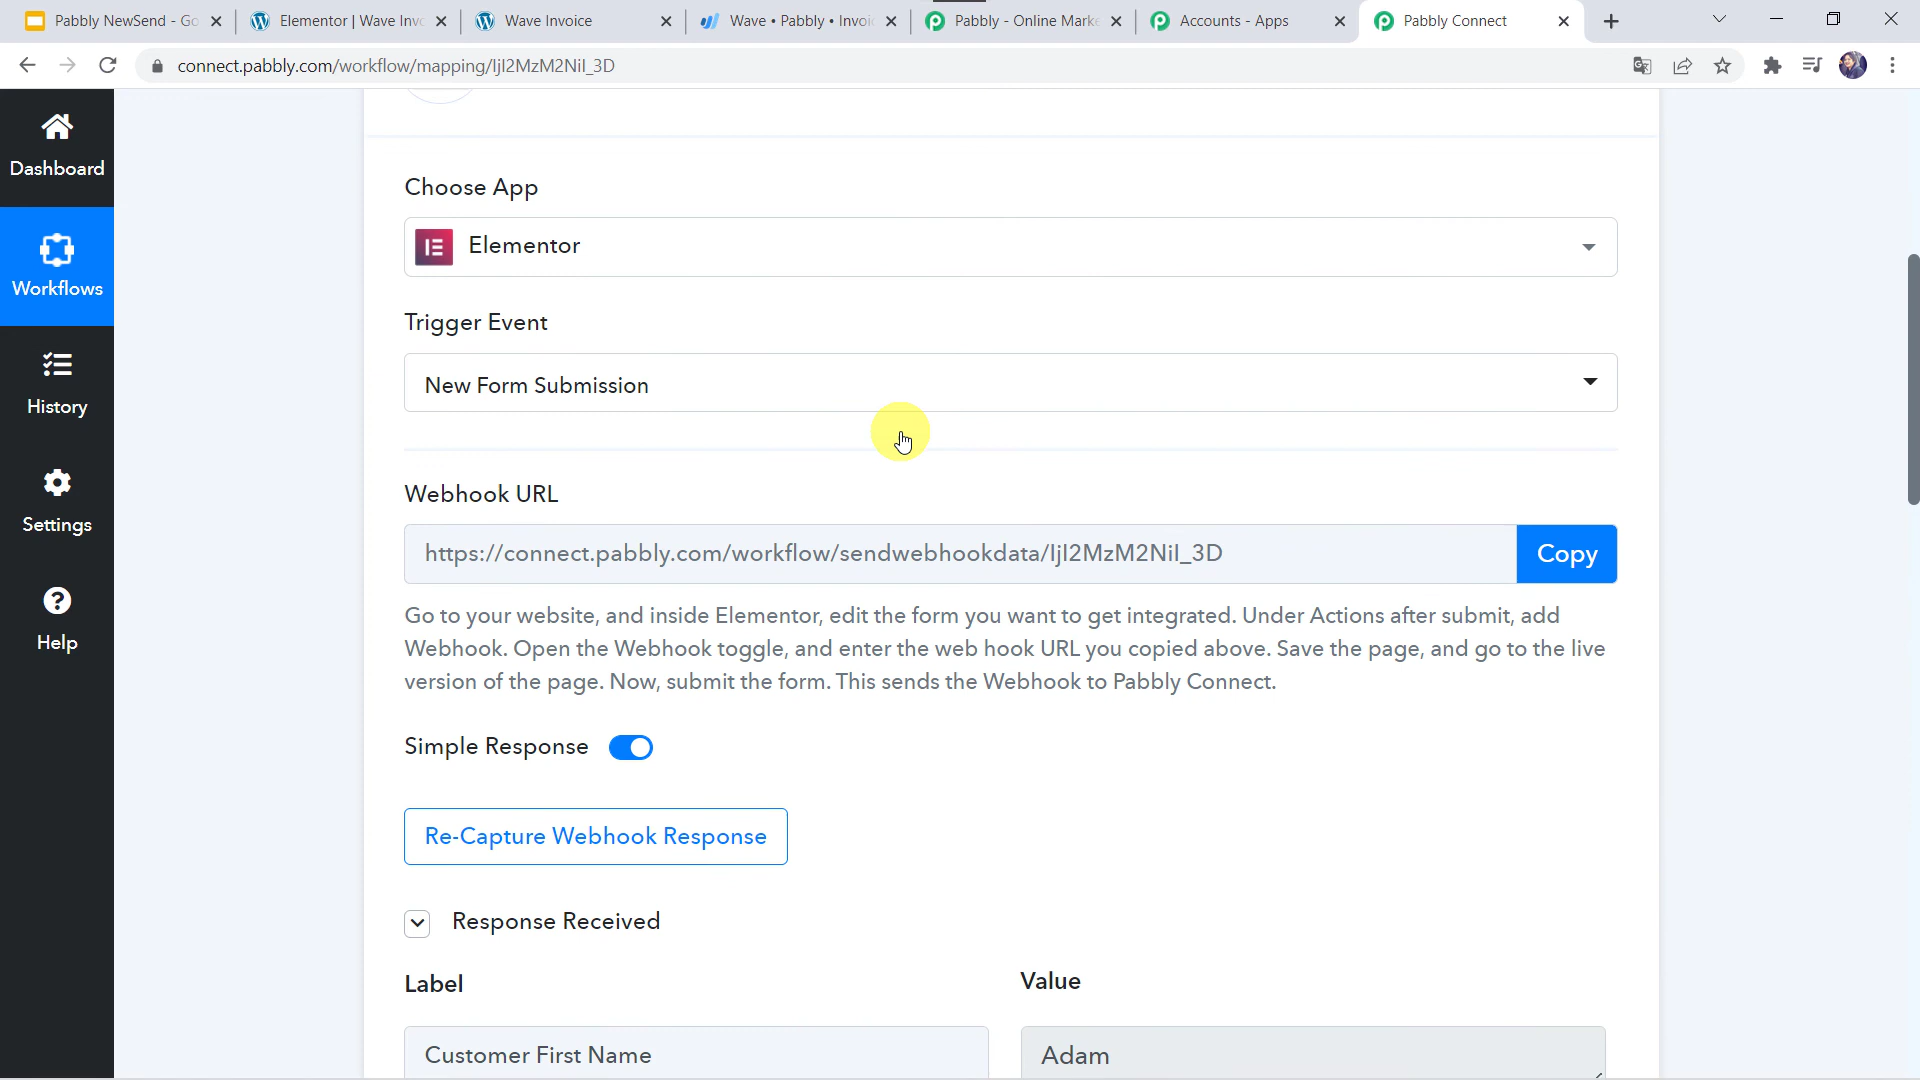 Pabbly NewSend - Go
Elementor | Wave Invo
Wave Invoice
Wave • Pabbly • Invoic
Pabbly - Online Marke
Accounts - Apps
Pabbly Connect
connect.pabbly.com/workflow/mapping/IjI2MzM2NiI_3D
Dashboard
Workflows
History
Settings
Help
Choose App
Elementor
Trigger Event
New Form Submission
Webhook URL
https://connect.pabbly.com/workflow/sendwebhookdata/IjI2MzM2NiI_3D
Copy
Go to your website, and inside Elementor, edit the form you want to get integrated. Under Actions after submit, add
Webhook. Open the Webhook toggle, and enter the web hook URL you copied above. Save the page, and go to the live
version of the page. Now, submit the form. This sends the Webhook to Pabbly Connect.
Simple Response
Re-Capture Webhook Response
Response Received
Label
Value
Customer First Name
Adam